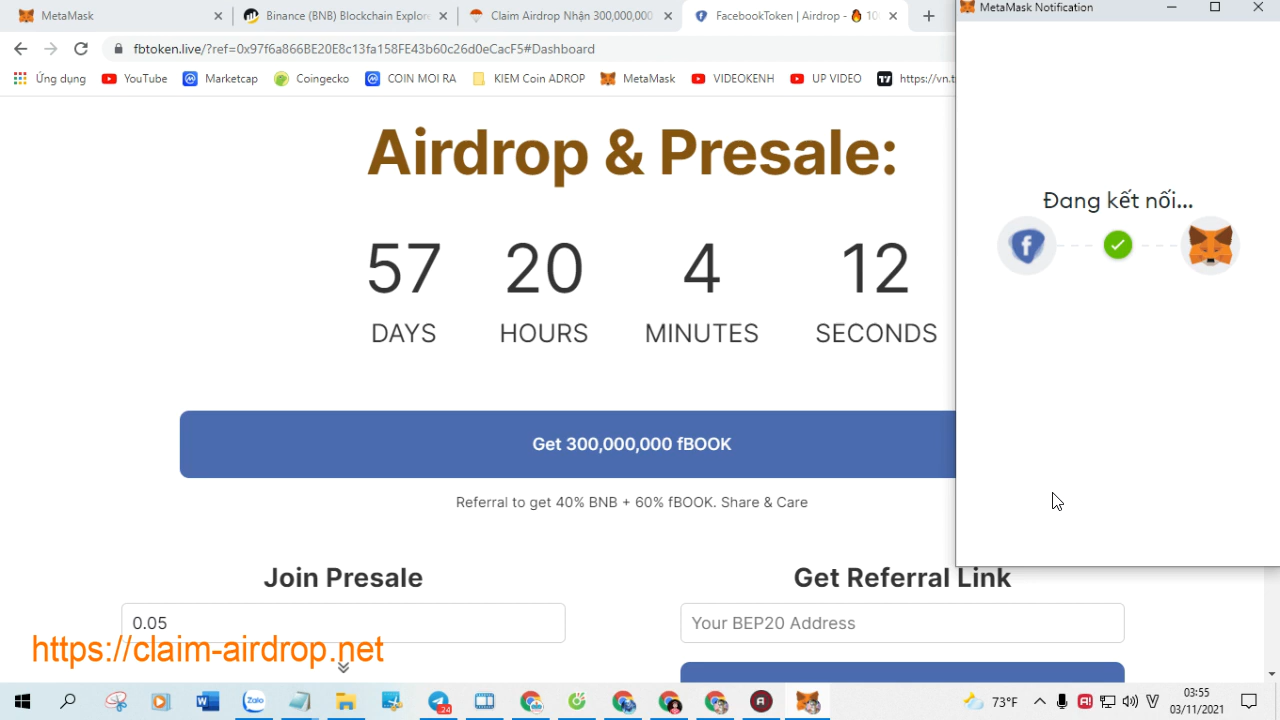 MetaMask
Binance (BNB) Blockchain Explore
Claim Airdrop Nhận 300,000,000
FacebookToken | Airdrop - 🔥 10
MetaMask Notification
fbtoken.live/?ref=0x97f6a866BE20E8c13fa158FE43b60c26d0eCacF5#Dashboard
Ứng dụng
YouTube
Marketcap
Coingecko
COIN MOI RA
KIEM Coin ADROP
MetaMask
VIDEOKENH
UP VIDEO
https://vn.t
Airdrop & Presale:
Đang kết nối...
57 20 4 12
DAYS HOURS MINUTES SECONDS
Get 300,000,000 fBOOK
Referral to get 40% BNB + 60% fBOOK. Share & Care
Join Presale
Get Referral Link
0.05
Your BEP20 Address
https://claim-airdrop.net
Zalo
24
73°F
03:55
03/11/2021